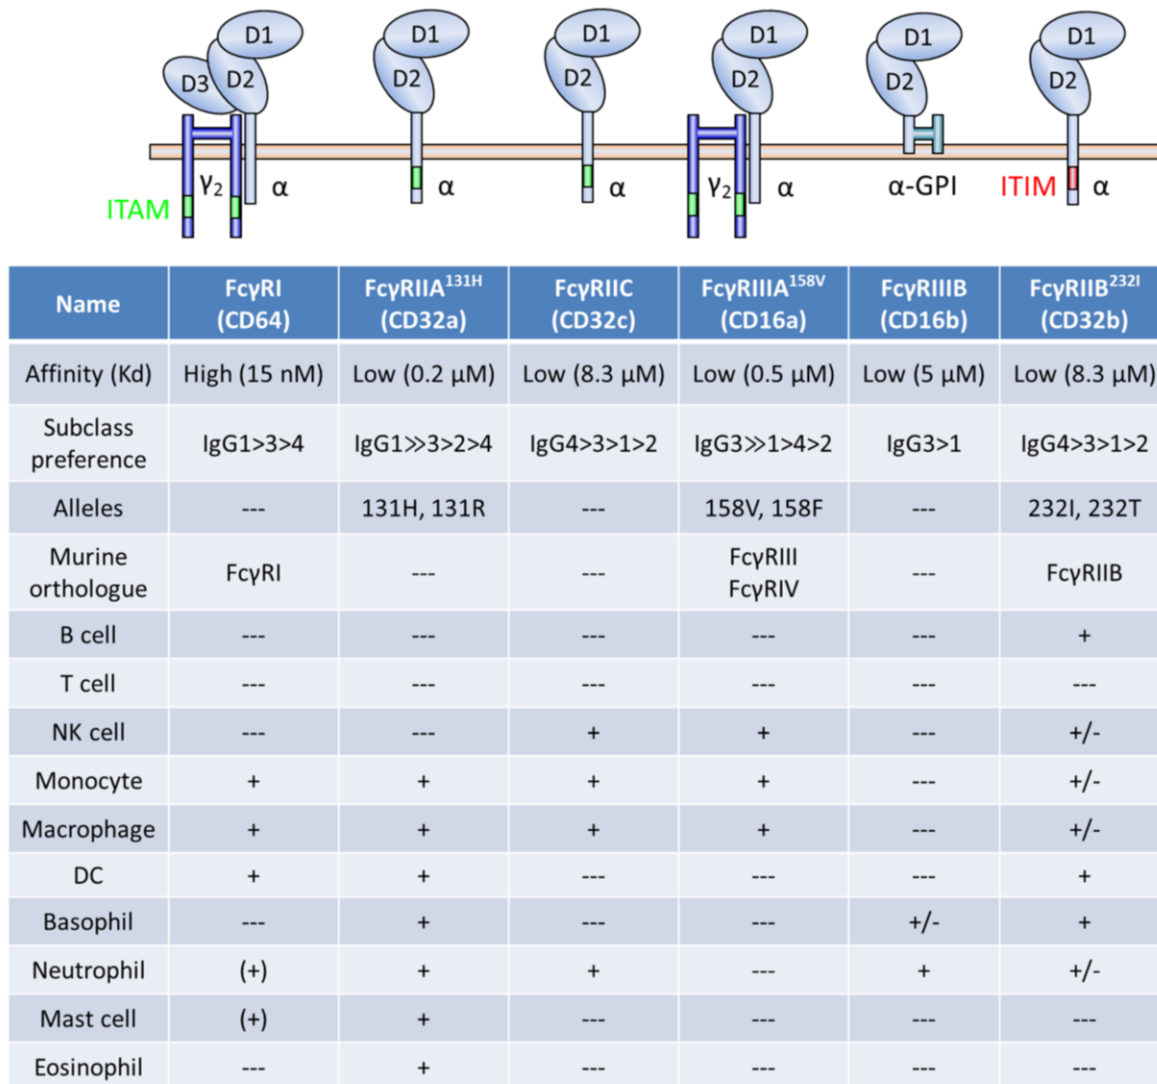 D1 D1 D1 D1 D1 D1
D3 D2 D2 D2 D2 D2 D2
γ2 α α α γ2 α α-GPI ITIM α
ITAM
Name FcγRI (CD64) FcγRIIA131H (CD32a) FcγRIIC (CD32c) FcγRIIIA158V (CD16a) FcγRIIIB (CD16b) FcγRIIB232I (CD32b)
Affinity (Kd) High (15 nM) Low (0.2 μM) Low (8.3 μM) Low (0.5 μM) Low (5 μM) Low (8.3 μM)
Subclass preference IgG1>3>4 IgG1≫3>2>4 IgG4>3>1>2 IgG3≫1>4>2 IgG3>1 IgG4>3>1>2
Alleles --- 131H, 131R --- 158V, 158F --- 232I, 232T
Murine orthologue FcγRI --- --- FcγRIII FcγRIV --- FcγRIIB
B cell --- --- --- --- --- +
T cell --- --- --- --- --- ---
NK cell --- --- + + --- +/-
Monocyte + + + + --- +/-
Macrophage + + + + --- +/-
DC + + --- --- --- +
Basophil --- + --- --- +/- +
Neutrophil (+) + + --- + +/-
Mast cell (+) + --- --- --- ---
Eosinophil --- + --- --- --- ---